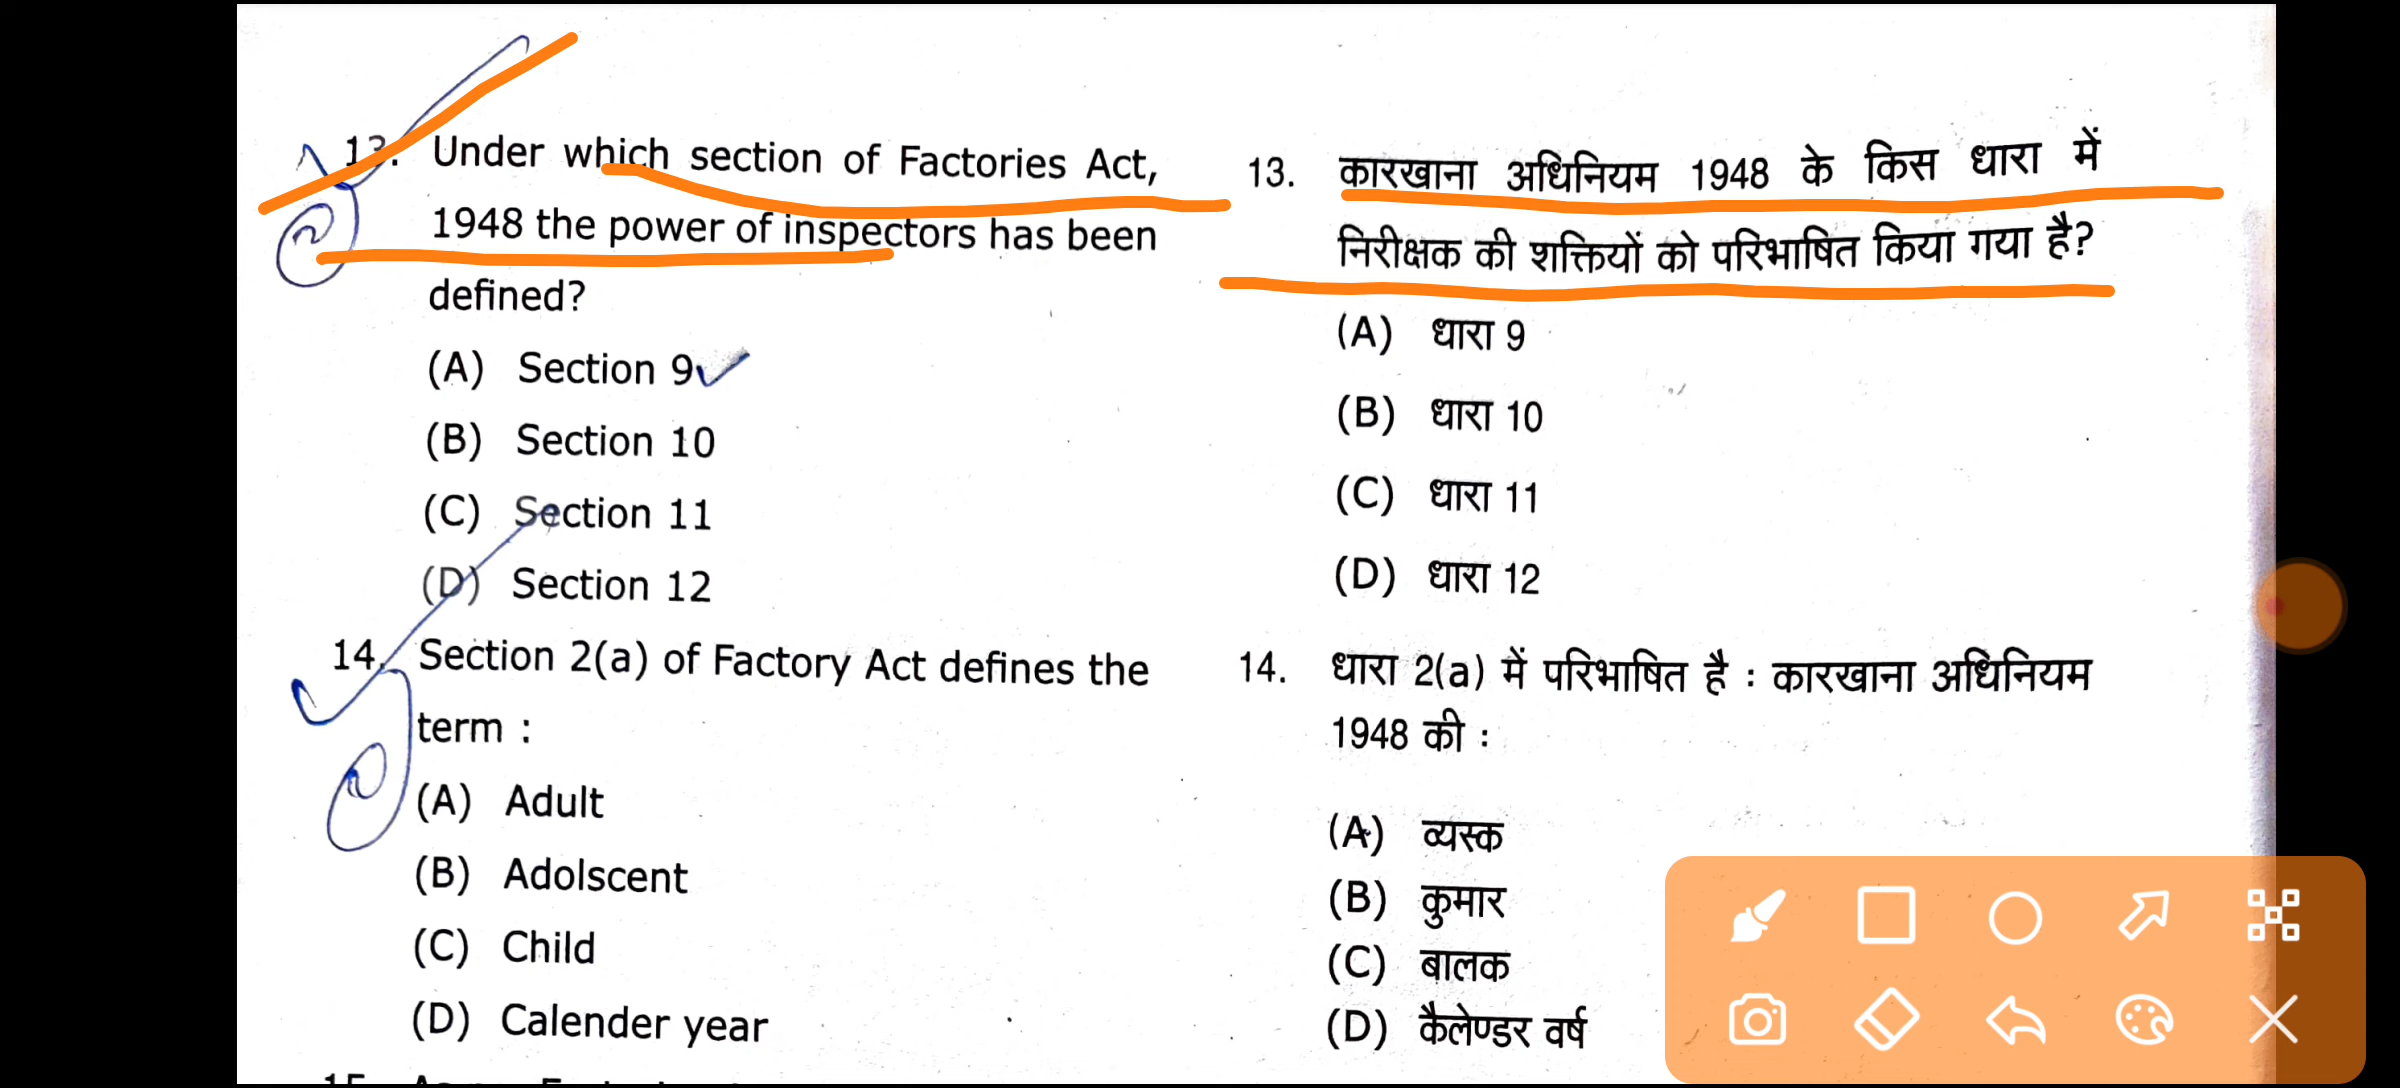 13. Under which section of Factories Act,
1948 the power of inspectors has been
defined?
(A) Section 9
(B) Section 10
(C) Section 11
(D) Section 12
14. Section 2(a) of Factory Act defines the
term :
(A) Adult
(B) Adolscent
(C) Child
(D) Calender year
13. कारखाना अधिनियम 1948 के किस धारा में
निरीक्षक की शक्तियों को परिभाषित किया गया है?
(A) धारा 9
(B) धारा 10
(C) धारा 11
(D) धारा 12
14. धारा 2(a) में परिभाषित है : कारखाना अधिनियम
1948 की :
(A) व्यस्क
(B) कुमार
(C) बालक
(D) कैलेण्डर वर्ष